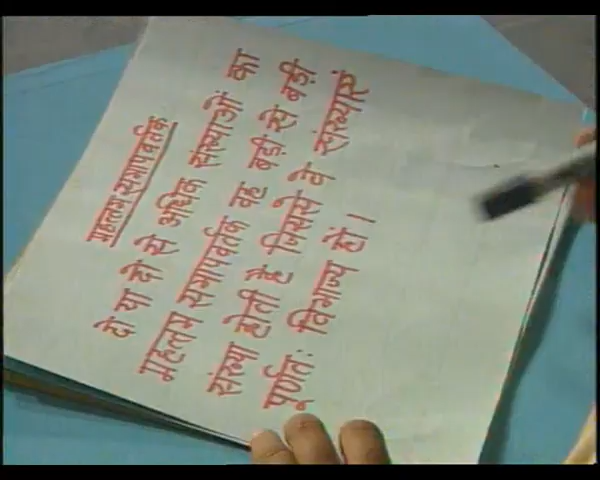 महत्तम समापवर्तक
दो या दो से अधिक संख्याओं का
महत्तम समापवर्तक वह बड़ी से बड़ी
संख्या होती है जिससे वे संख्याएं
पूर्णतः विभाज्य हों।